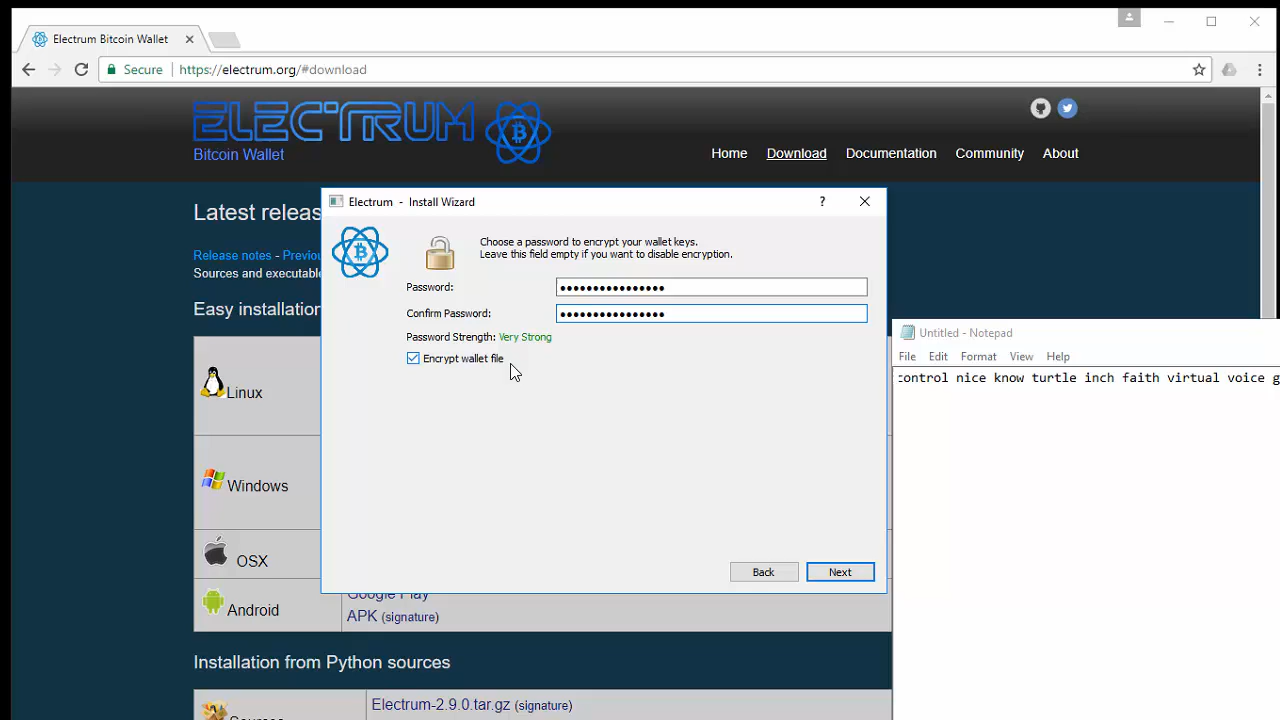 Electrum Bitcoin Wallet
Secure
https://electrum.org/#download
ELECTRUM
Bitcoin Wallet
Home Download Documentation Community About
Latest relea
Release notes - Previou
Sources and executable
Easy installation
Linux
Windows
OSX
Android
Google Play
APK (signature)
Installation from Python sources
Electrum-2.9.0.tar.gz (signature)
Electrum - Install Wizard
?
Choose a password to encrypt your wallet keys.
Leave this field empty if you want to disable encryption.
Password: ••••••••••••••••
Confirm Password: ••••••••••••••••
Password Strength: Very Strong
Encrypt wallet file
Back Next
Untitled - Notepad
File Edit Format View Help
control nice know turtle inch faith virtual voice g